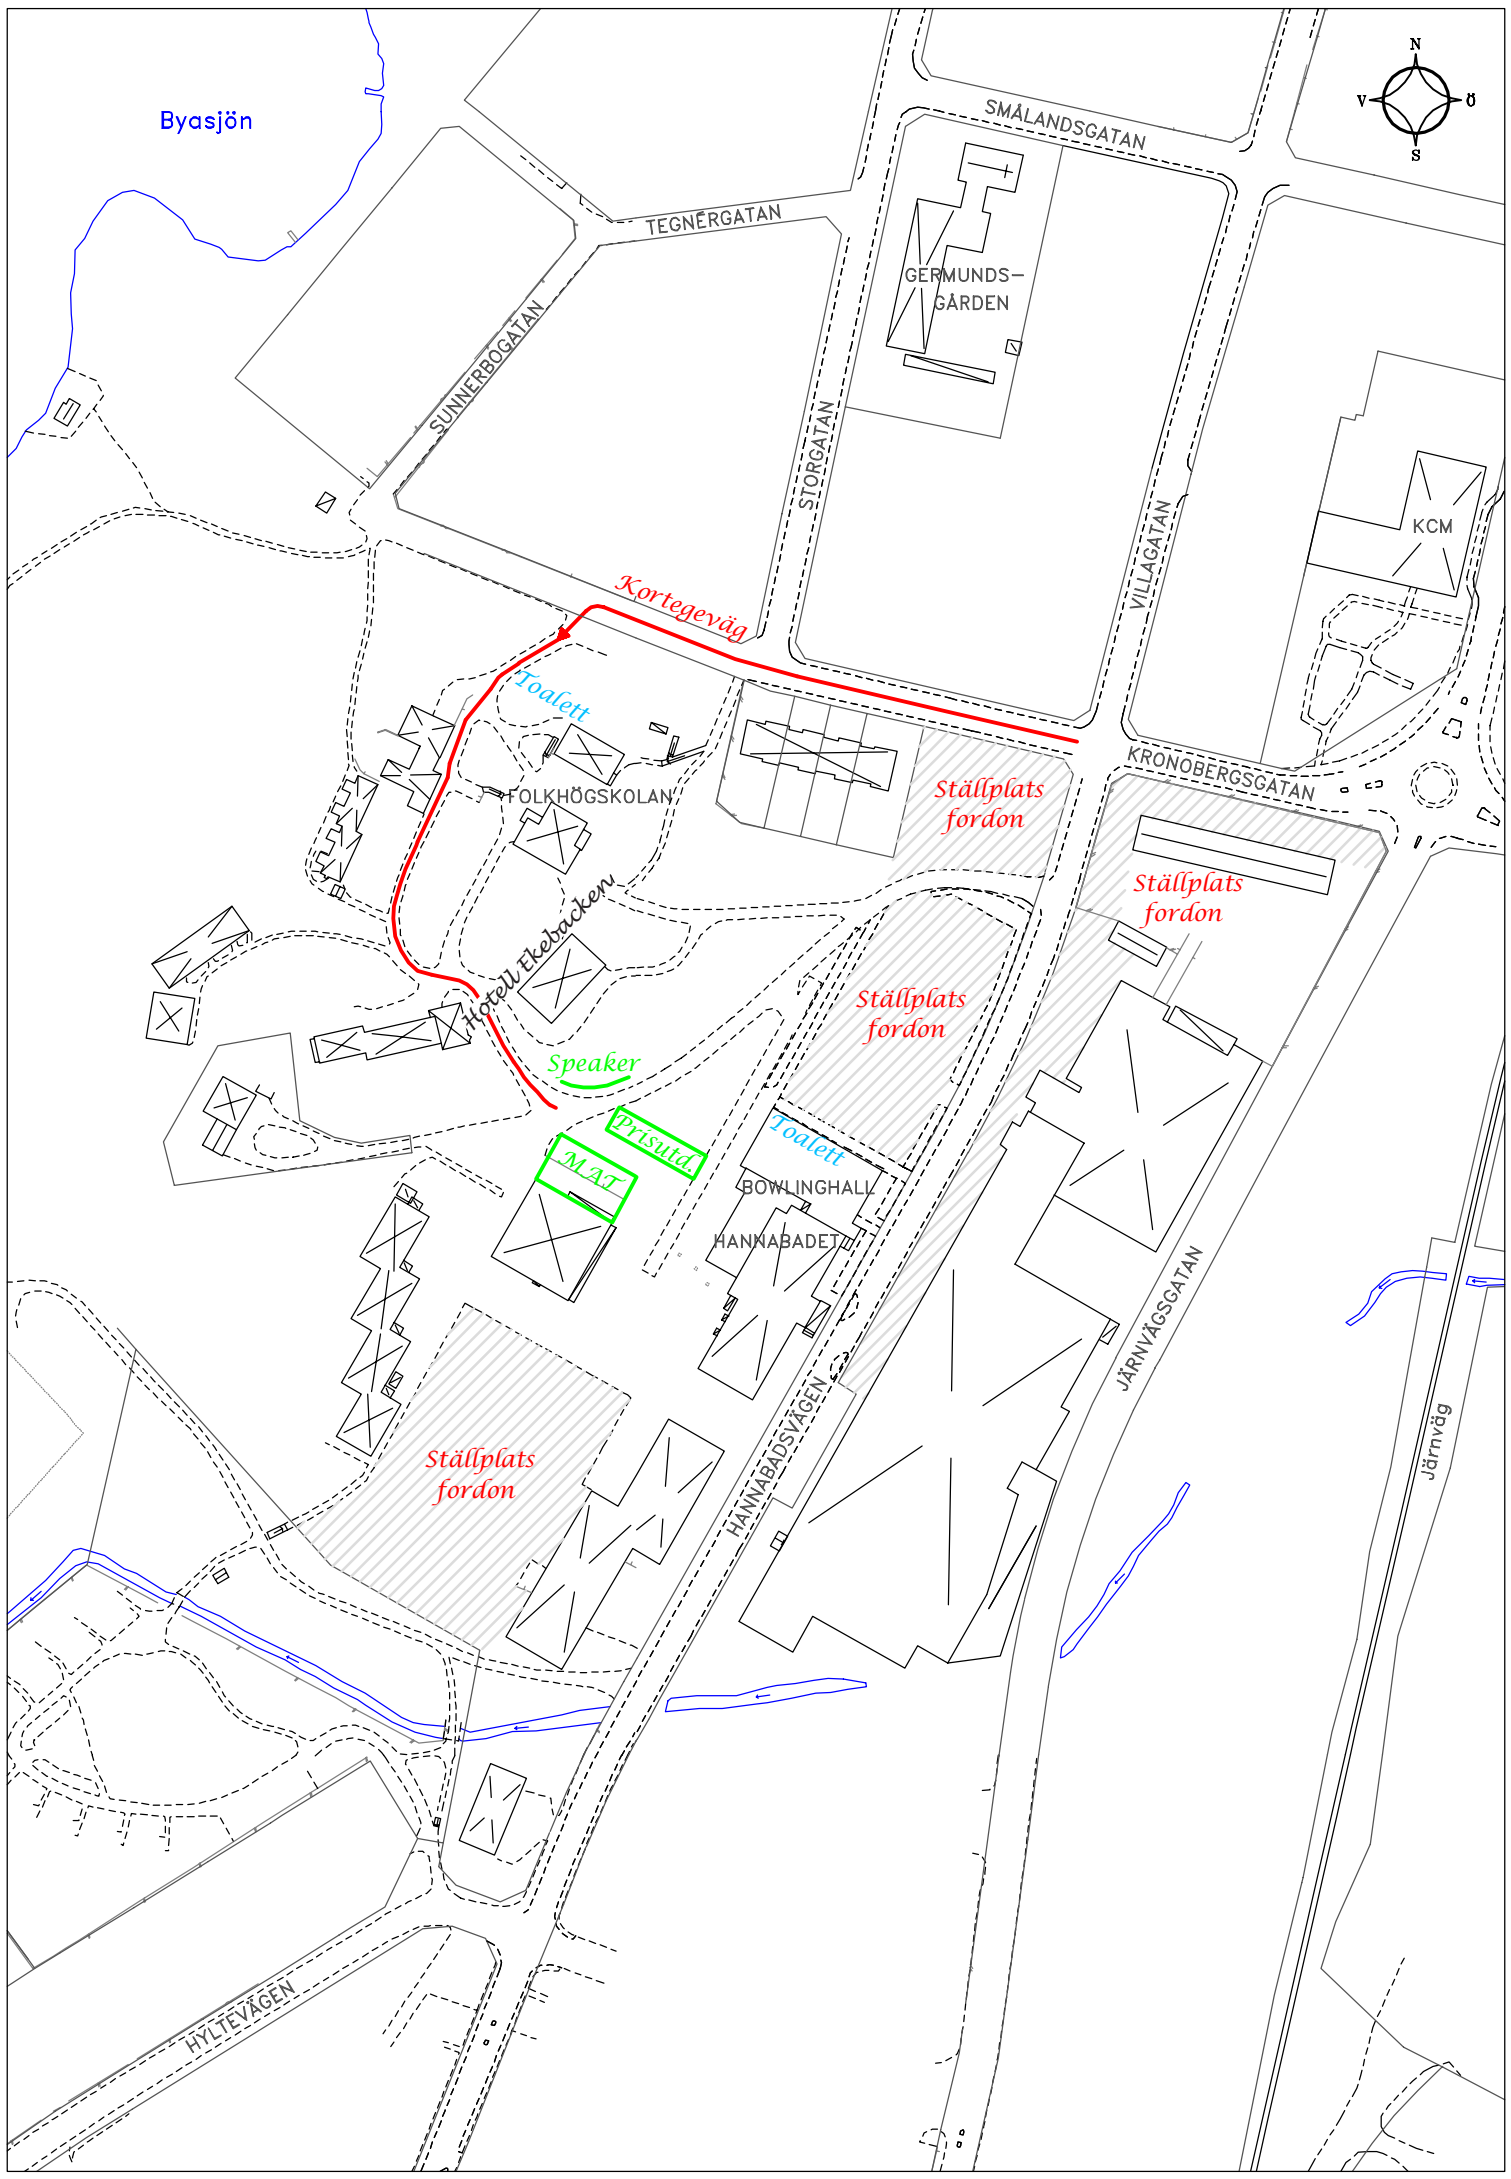 N
V Ö
S
Byasjön
SMÅLANDSGATAN
TEGNÉRGATAN
GERMUNDS-
GÅRDEN
SUNNERBOGATAN
STORGATAN
VILLAGATAN
KCM
Kortegeväg
Toalett
KRONOBERGSGATAN
FOLKHÖGSKOLAN
Ställplats
fordon
Ställplats
fordon
Hotell Ekebacken
Ställplats
fordon
Speaker
Prisutd.
Toalett
MAT
BOWLINGHALL
HANNABADET
JÄRNVÄGSGATAN
HANNABADSVÄGEN
Järnväg
Ställplats
fordon
HYLTEVÄGEN